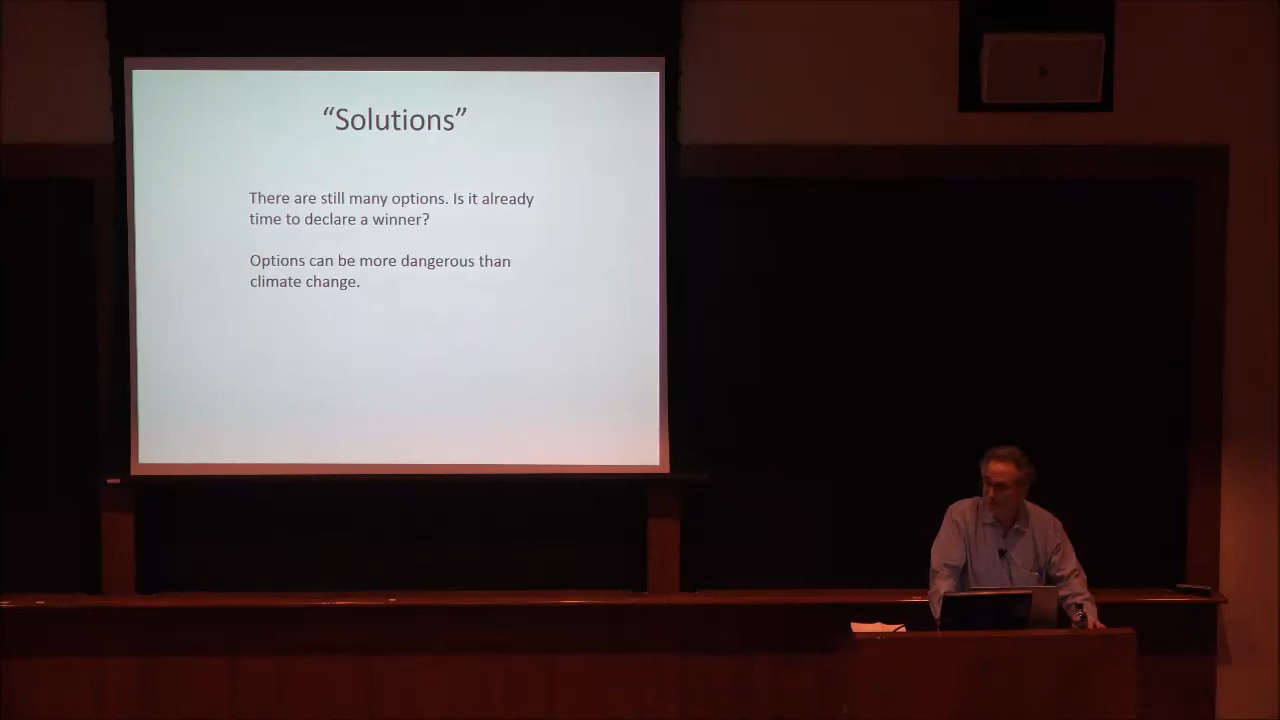 “Solutions”
There are still many options. Is it already
time to declare a winner?
Options can be more dangerous than
climate change.